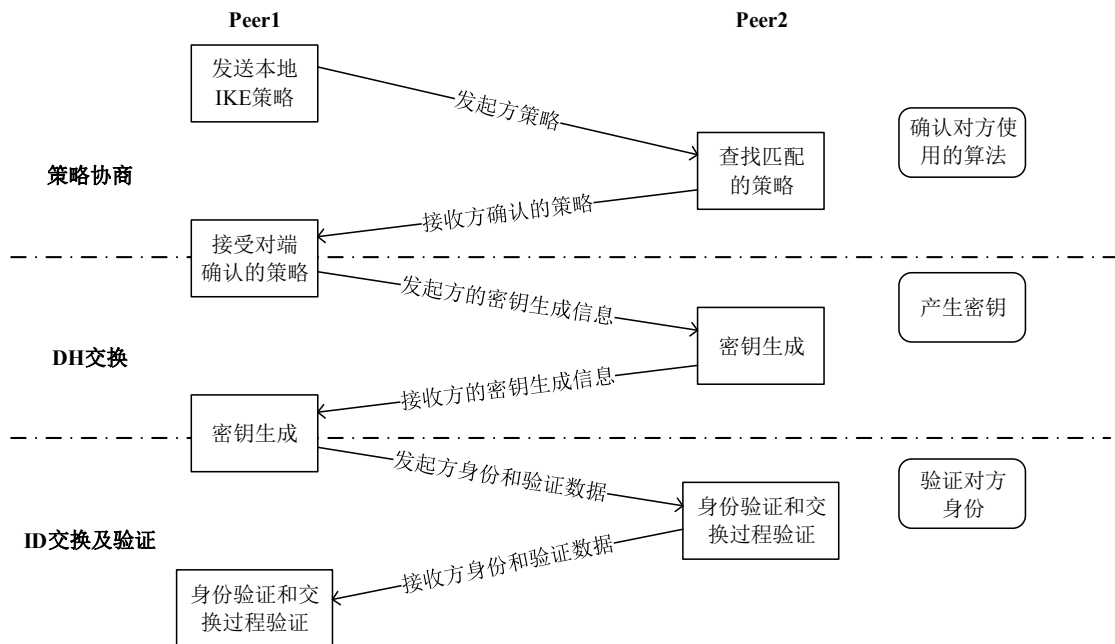 Peer1
Peer2
发送本地
IKE策略
发起方策略
确认对方使
用的算法
查找匹配
的策略
策略协商
接收方确认的策略
接受对端
确认的策略
发起方的密钥生成信息
产生密钥
密钥生成
DH交换
接收方的密钥生成信息
密钥生成
发起方身份和验证数据
验证对方
身份
身份验证和交
换过程验证
ID交换及验证
接收方身份和验证数据
身份验证和交
换过程验证